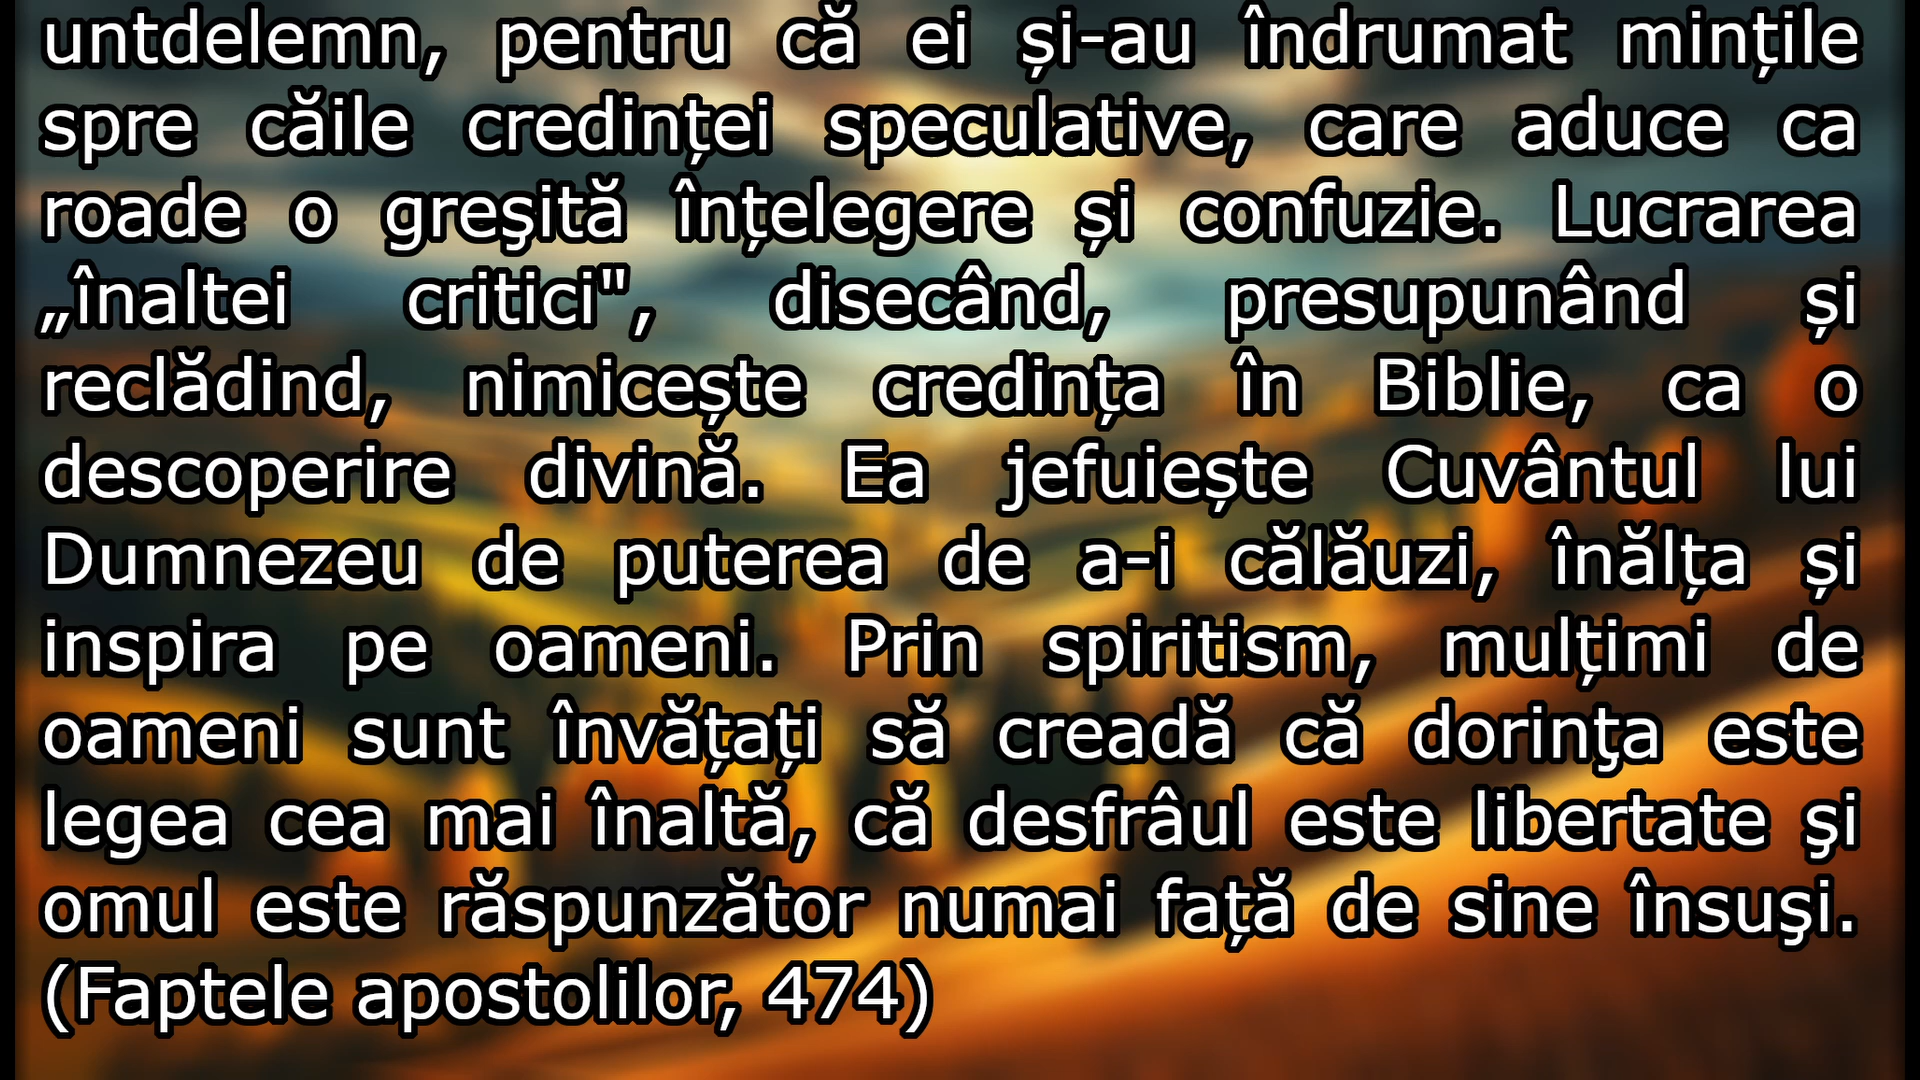 untdelemn, pentru că ei și-au îndrumat mințile
spre căile credinței speculative, care aduce ca
roade o greşită înțelegere și confuzie. Lucrarea
„înaltei critici", disecând, presupunând și
reclădind, nimicește credința în Biblie, ca o
descoperire divină. Ea jefuiește Cuvântul lui
Dumnezeu de puterea de a-i călăuzi, înălța și
inspira pe oameni. Prin spiritism, mulțimi de
oameni sunt învățați să creadă că dorinţa este
legea cea mai înaltă, că desfrâul este libertate şi
omul este răspunzător numai față de sine însuşi.
(Faptele apostolilor, 474)